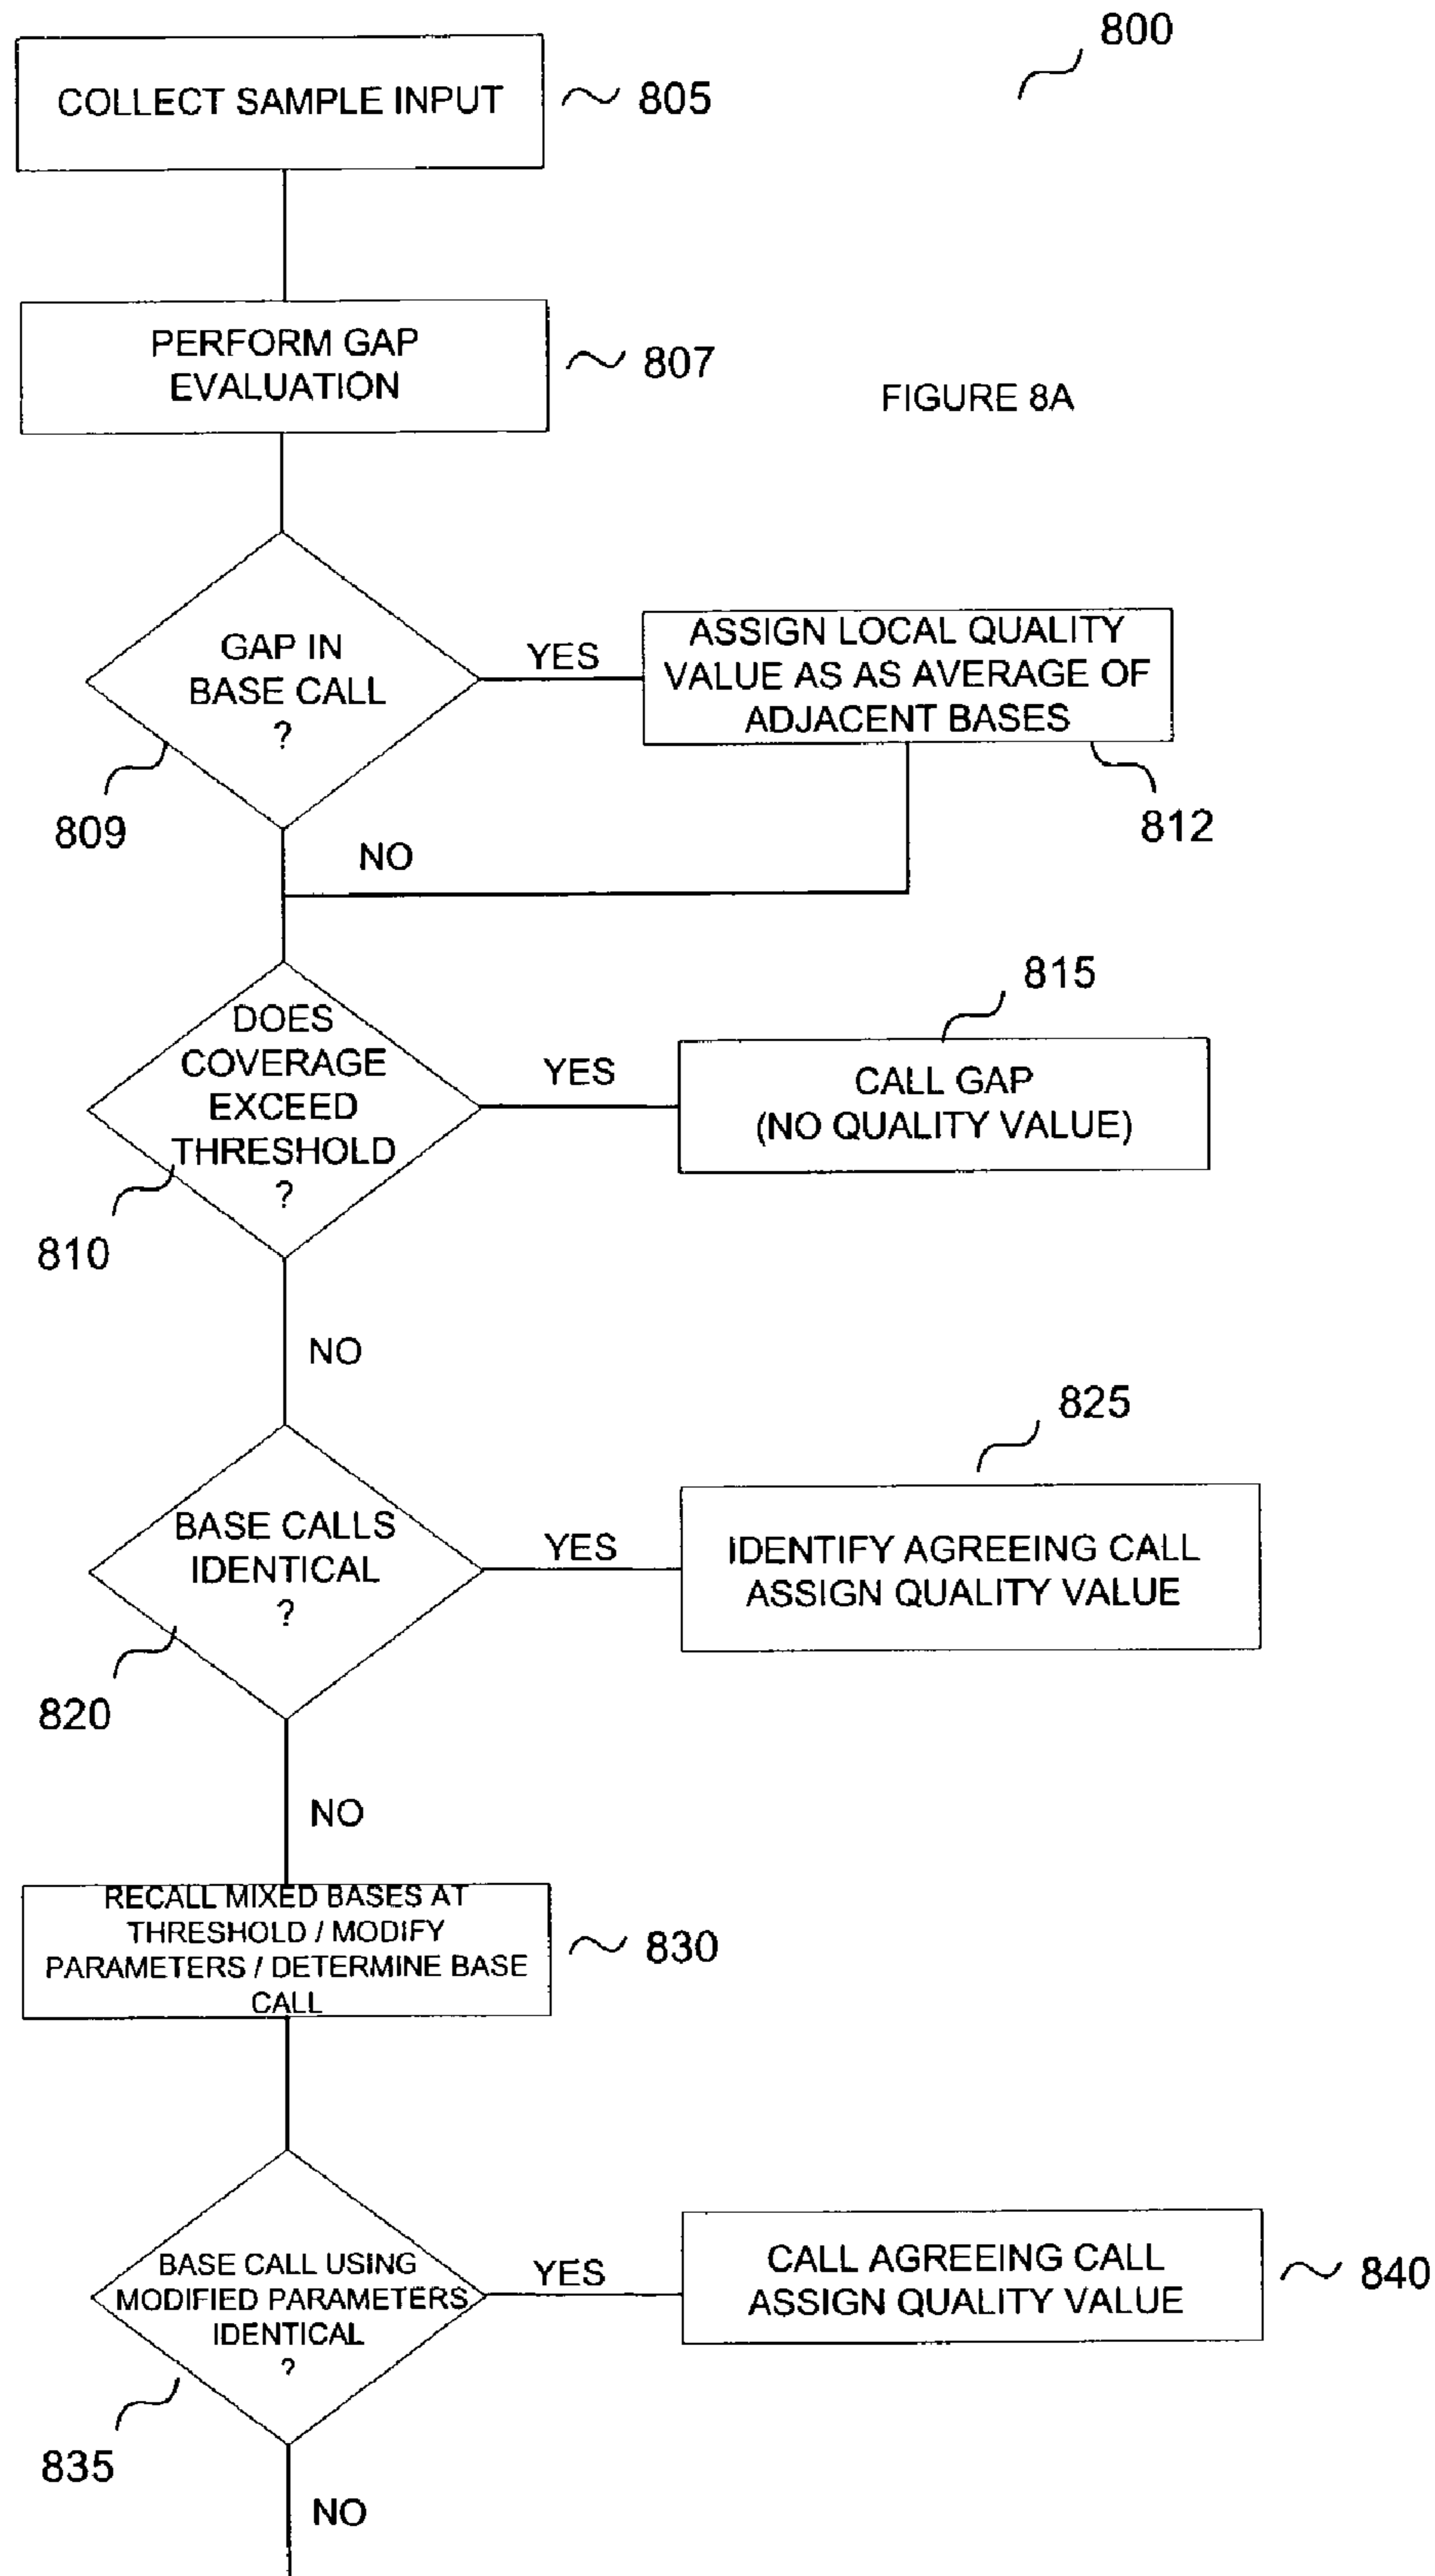 800
COLLECT SAMPLE INPUT
805
PERFORM GAP
EVALUATION
807
FIGURE 8A
GAP IN
BASE CALL
?
809
YES
ASSIGN LOCAL QUALITY
VALUE AS AS AVERAGE OF
ADJACENT BASES
812
NO
DOES
COVERAGE
EXCEED
THRESHOLD
?
810
YES
815
CALL GAP
(NO QUALITY VALUE)
NO
BASE CALLS
IDENTICAL
?
820
YES
825
IDENTIFY AGREEING CALL
ASSIGN QUALITY VALUE
NO
RECALL MIXED BASES AT
THRESHOLD / MODIFY
PARAMETERS / DETERMINE BASE
CALL
830
BASE CALL USING
MODIFIED PARAMETERS
IDENTICAL
?
835
YES
CALL AGREEING CALL
ASSIGN QUALITY VALUE
840
NO